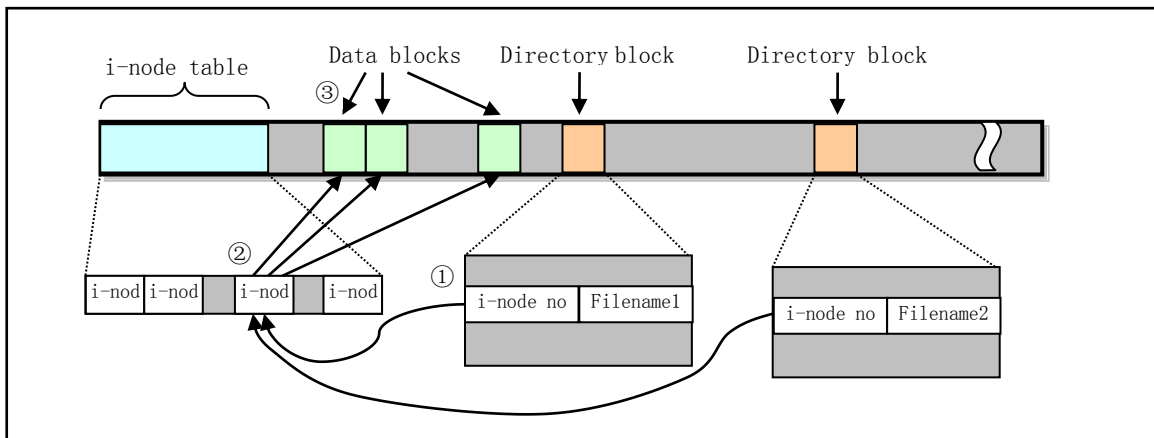 Data blocks
Directory block
Directory block
i-node table
③
②
①
i-nod
i-nod
i-nod
i-nod
i-node no
Filename1
i-node no
Filename2